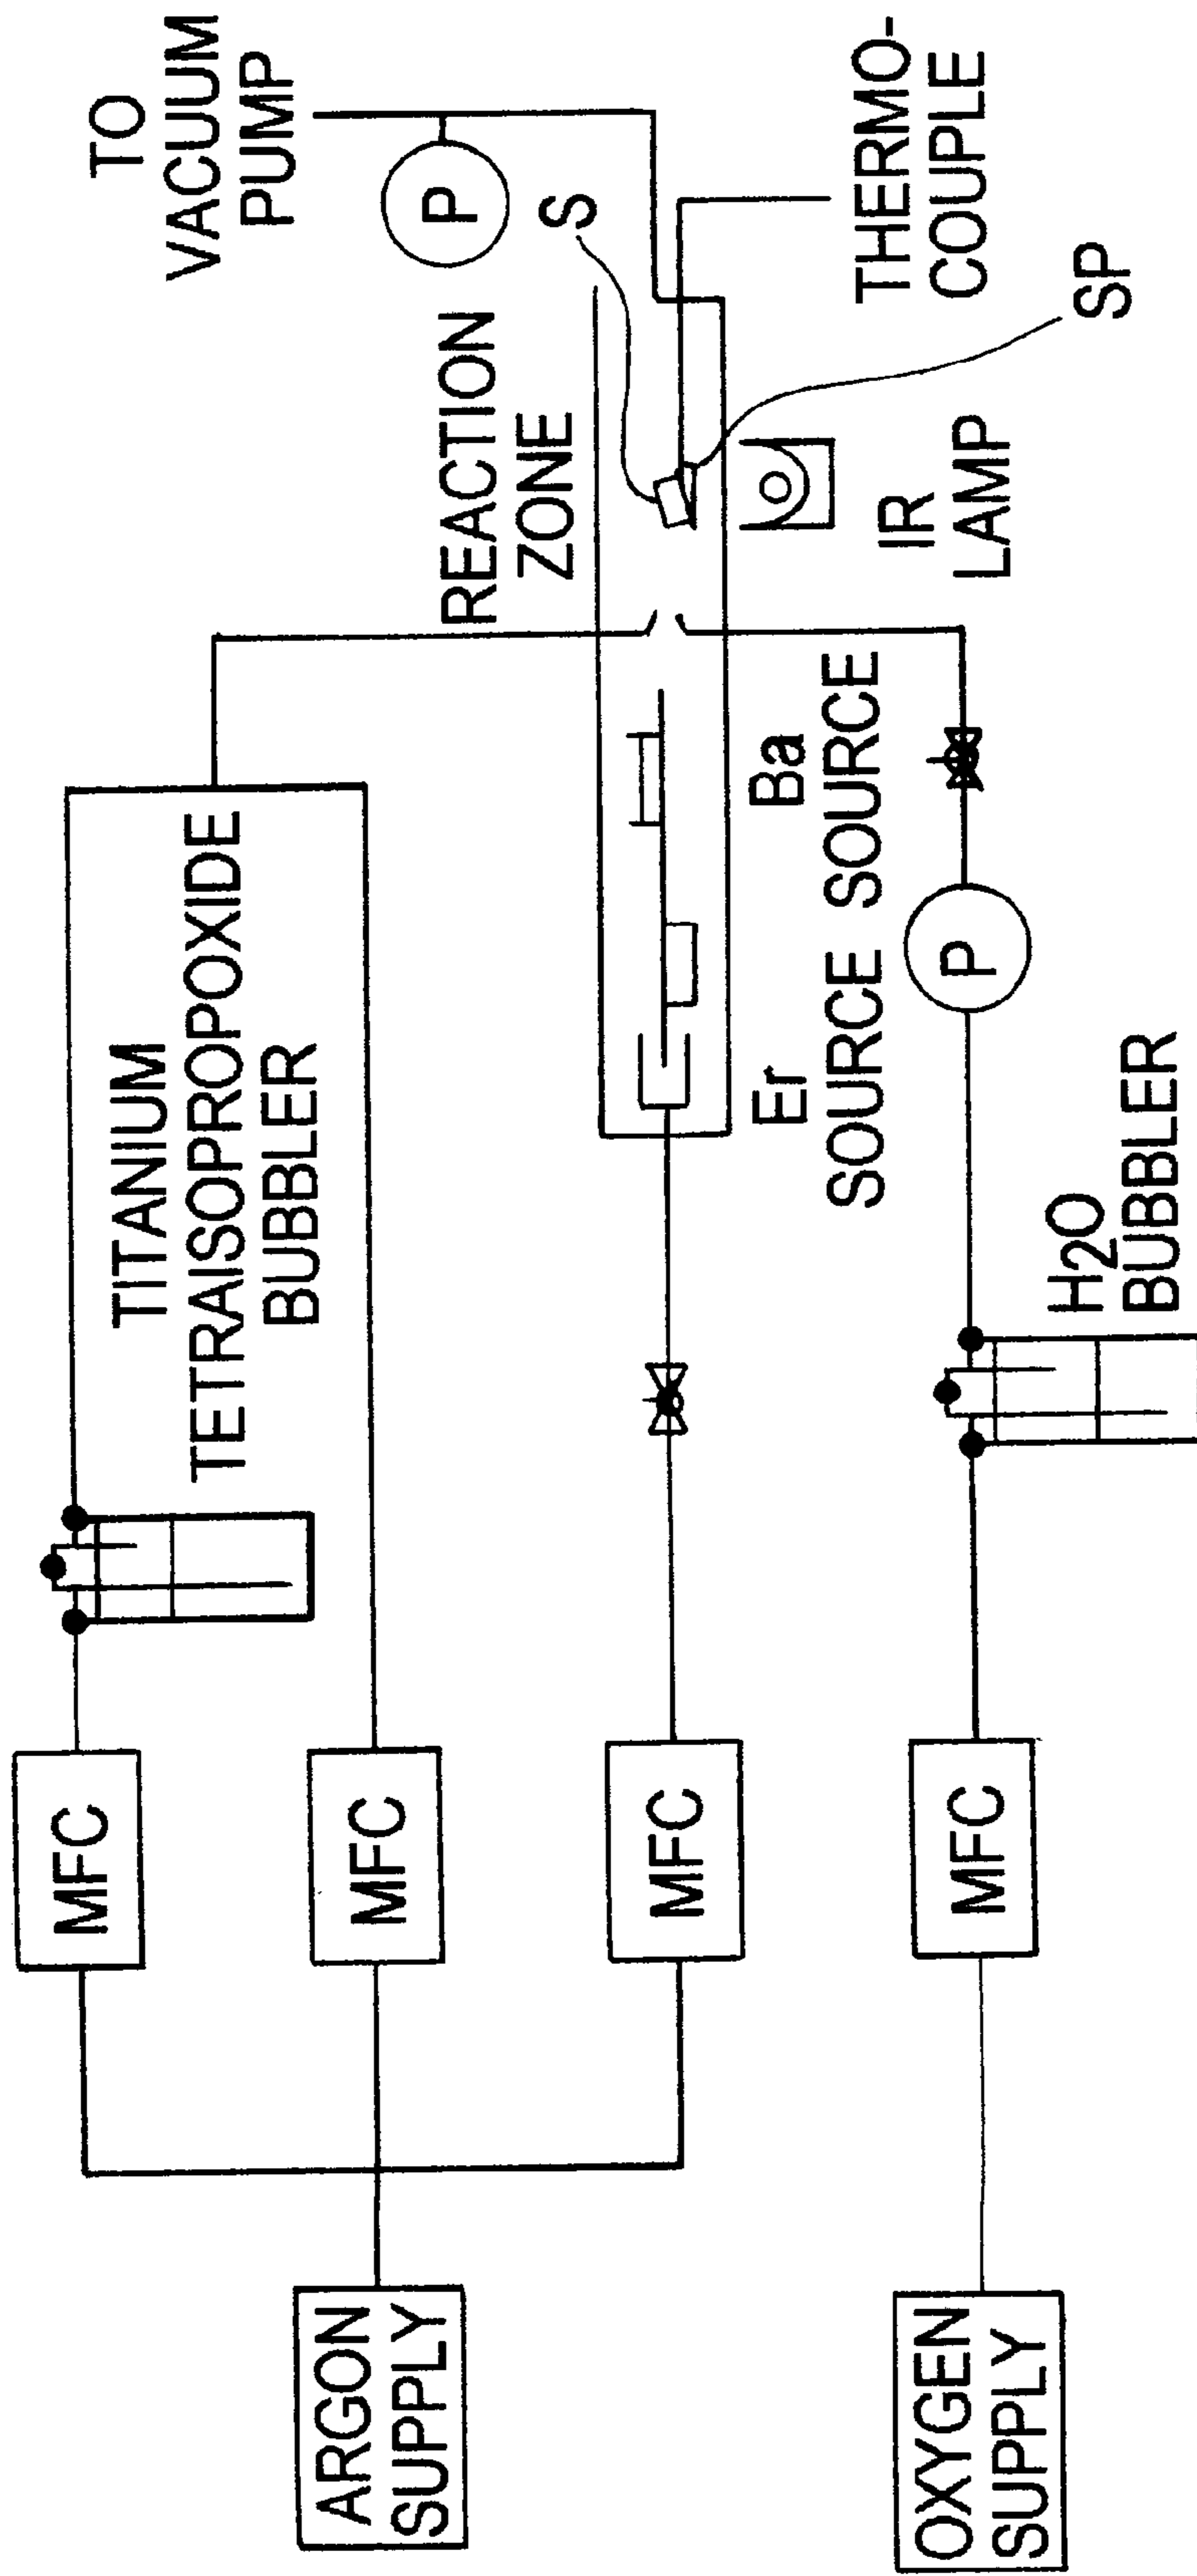 TO
VACUUM
PUMP
P
S
REACTION
ZONE
THERMO-
COUPLE
SP
IR
LAMP
TITANIUM
TETRAISOPROPOXIDE
BUBBLER
Er
SOURCE
Ba
SOURCE
P
H2O
BUBBLER
MFC
MFC
MFC
MFC
ARGON
SUPPLY
OXYGEN
SUPPLY